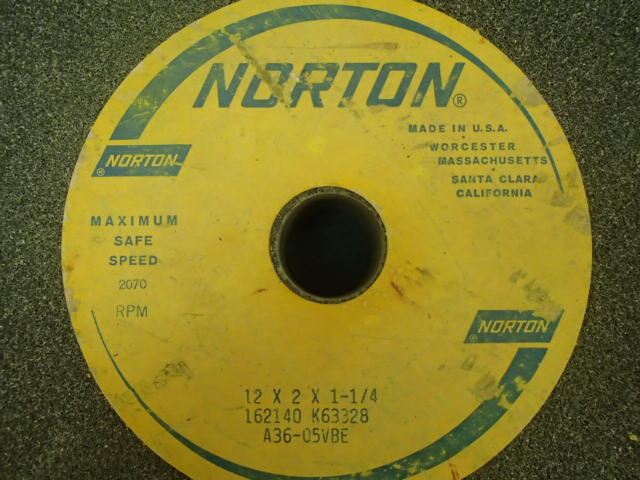 NORTON®
MADE IN U.S.A.
WORCESTER
MASSACHUSETTS
SANTA CLARA
CALIFORNIA
NORTON®
MAXIMUM
SAFE
SPEED
2070
RPM
NORTON®
12 X 2 X 1-1/4
162140 K63328
A36-O5VBE